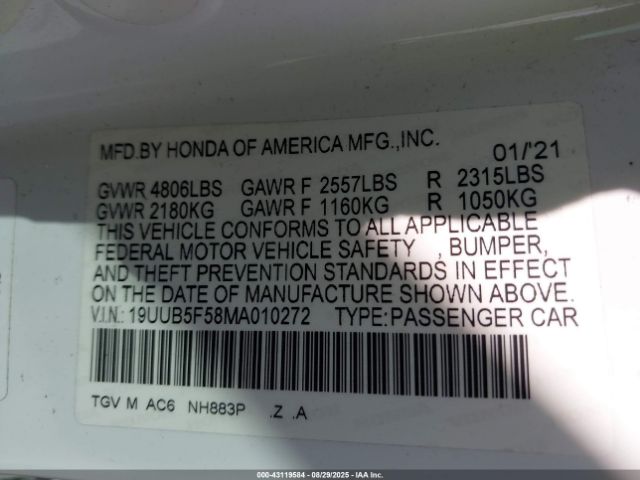 MFD.BY HONDA OF AMERICA MFG.,INC. 01/'21
GVWR 4806LBS GAWR F 2557LBS R 2315LBS
GVWR 2180KG GAWR F 1160KG R 1050KG
THIS VEHICLE CONFORMS TO ALL APPLICABLE
FEDERAL MOTOR VEHICLE SAFETY , BUMPER,
AND THEFT PREVENTION STANDARDS IN EFFECT
ON THE DATE OF MANUFACTURE SHOWN ABOVE.
V.I.N.: 19UUB5F58MA010272 TYPE:PASSENGER CAR
TGV M AC6 NH883P .Z .A
000-43119584 | 08/29/2025 - IAA Inc.